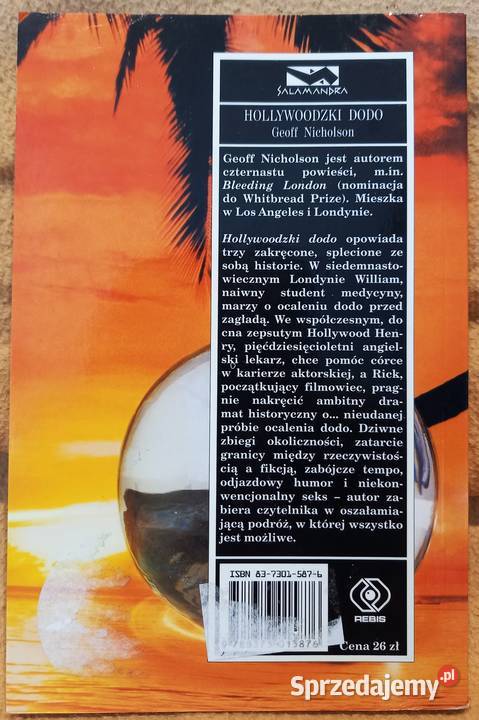 SALAMANDRA
HOLLYWOODZKI DODO
Geoff Nicholson
Geoff Nicholson jest autorem
czternastu powieści, m.in.
Bleeding London (nominacja
do Whitbread Prize). Mieszka
w Los Angeles i Londynie.
Hollywoodzki dodo opowiada
trzy zakręcone, splecione ze
sobą historie. W siedemnasto-
wiecznym Londynie William,
naiwny student medycyny,
marzy o ocaleniu dodo przed
zagładą. We współczesnym, do
cna zepsutym Hollywood Hen-
ry, pięćdziesięcioletni angiel-
ski lekarz, chce pomóc córce
w karierze aktorskiej, a Rick,
początkujący filmowiec, prag-
nie nakręcić ambitny dra-
mat historyczny o... nieudanej
próbie ocalenia dodo. Dziwne
zbiegi okoliczności, zatarcie
granicy między rzeczywistoś-
cią a fikcją, zabójcze tempo,
odjazdowy humor i niekon-
wencjonalny seks – autor za-
biera czytelnika w oszałamia-
jącą podróż, w której wszystko
jest możliwe.
ISBN 83-7301-587-6
REBIS
Cena 26 zł
Sprzedajemy.pl